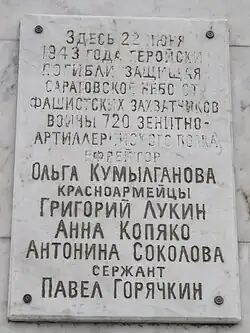 Здесь 22 июня
1943 года геройски
погибли защищая
саратовское небо от
фашистских захватчиков
воины 720 зенитно-
артиллерийского полка
ефрейтор
Ольга Кумылганова
красноармейцы
Григорий Лукин
Анна Копяко
Антонина Соколова
сержант
Павел Горячкин